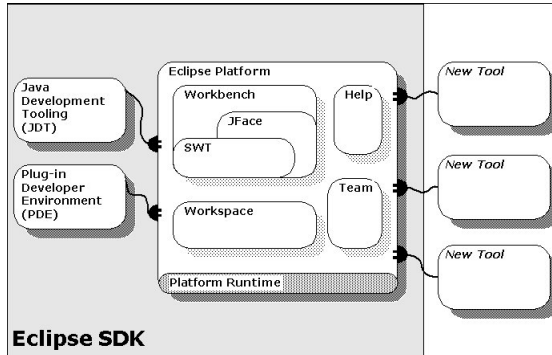 Java
Development
Tooling
(JDT)
Plug-in
Developer
Environment
(PDE)
Eclipse Platform
Workbench
JFace
SWT
Workspace
Help
Team
Platform Runtime
New Tool
New Tool
New Tool
Eclipse SDK